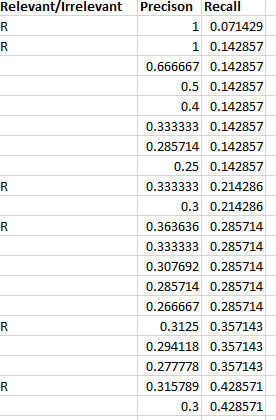 Relevant/Irrelevant Precison Recall
R 1 0.071429
R 1 0.142857
0.666667 0.142857
0.5 0.142857
0.4 0.142857
0.333333 0.142857
0.285714 0.142857
0.25 0.142857
R 0.333333 0.214286
0.3 0.214286
R 0.363636 0.285714
0.333333 0.285714
0.307692 0.285714
0.285714 0.285714
0.266667 0.285714
R 0.3125 0.357143
0.294118 0.357143
0.277778 0.357143
R 0.315789 0.428571
0.3 0.428571